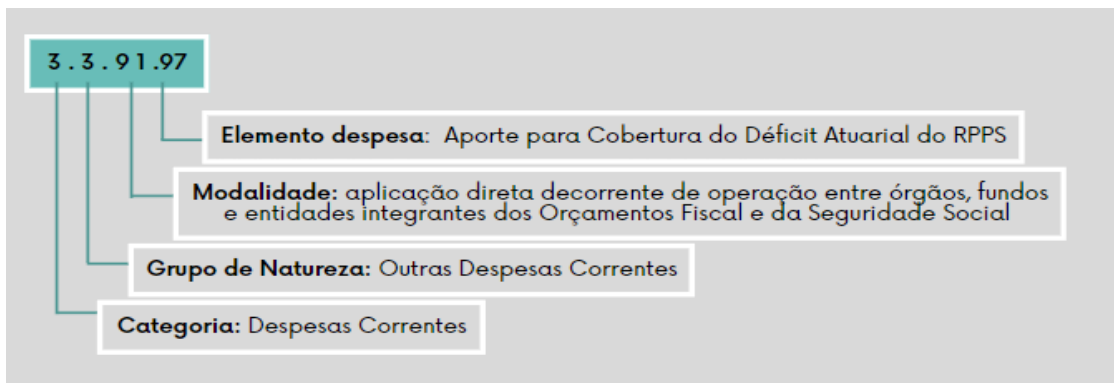 3 . 3 . 9 1 .97
Elemento despesa: Aporte para Cobertura do Déficit Atuarial do RPPS
Modalidade: aplicação direta decorrente de operação entre órgãos, fundos
e entidades integrantes dos Orçamentos Fiscal e da Seguridade Social
Grupo de Natureza: Outras Despesas Correntes
Categoria: Despesas Correntes